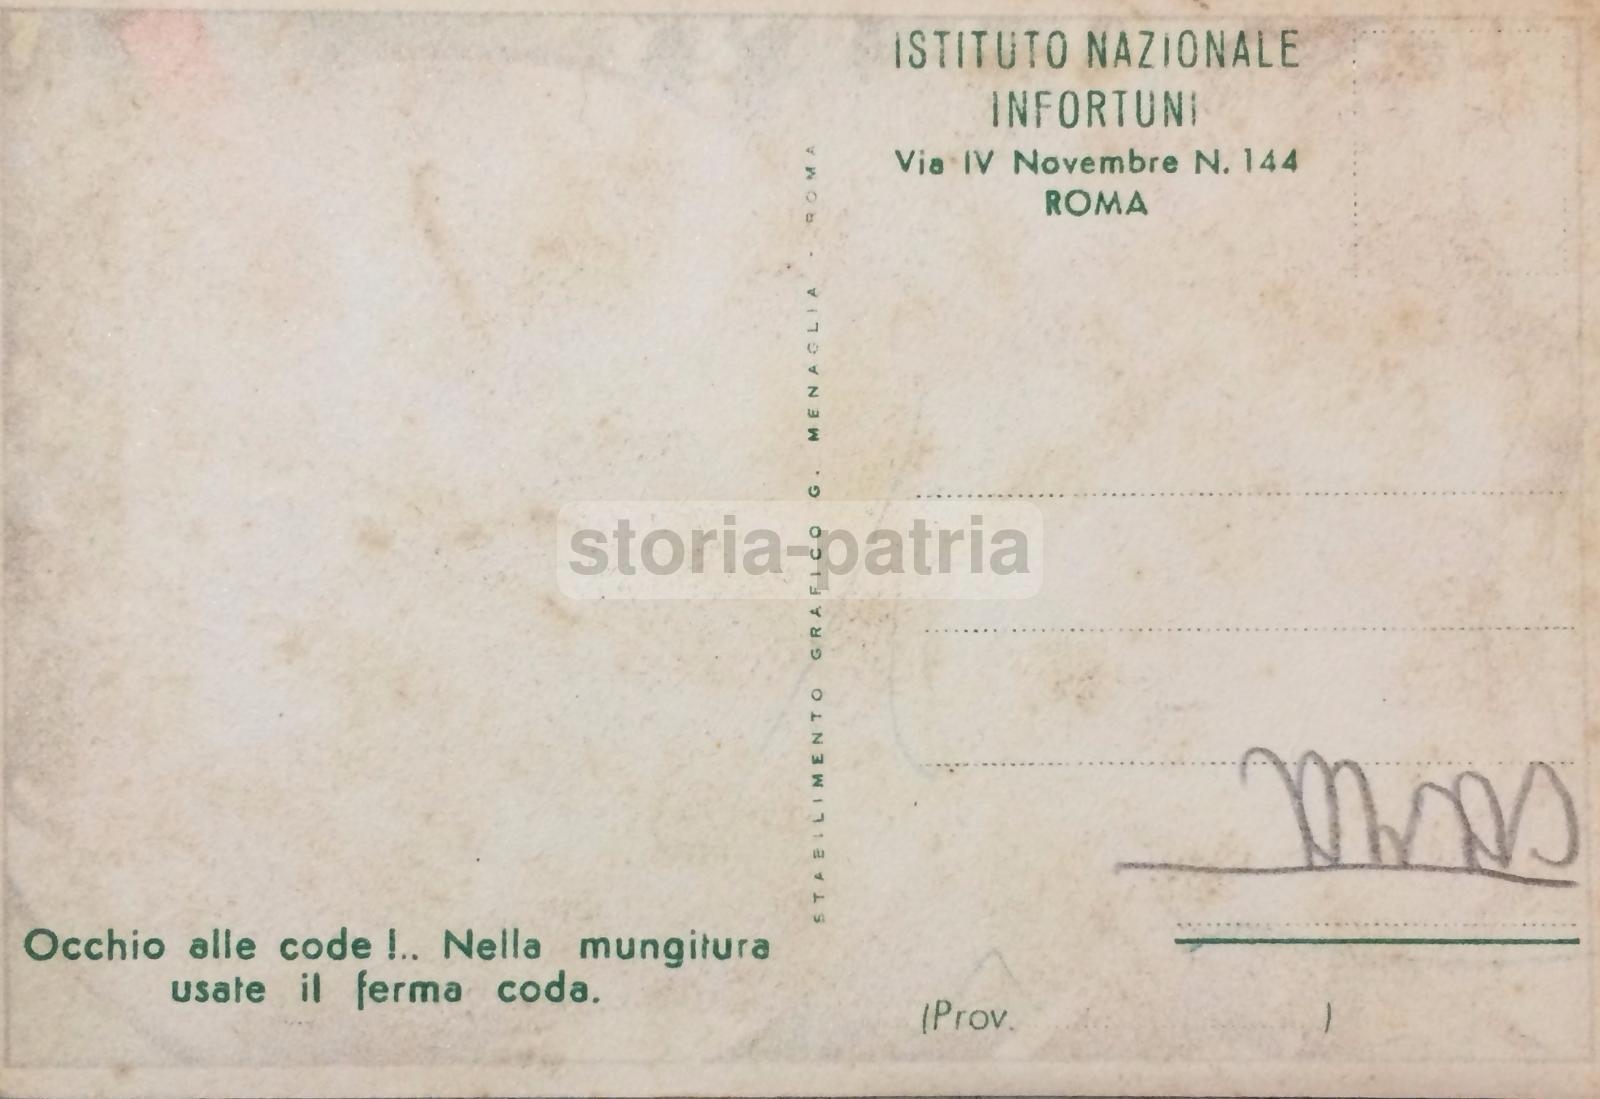 ISTITUTO NAZIONALE
INFORTUNI
Via IV Novembre N. 144
ROMA
STABILIMENTO GRAFICO G. MENAGLIA - ROMA
storia-patria
Occhio alle code !.. Nella mungitura
usate il ferma coda.
(Prov. )